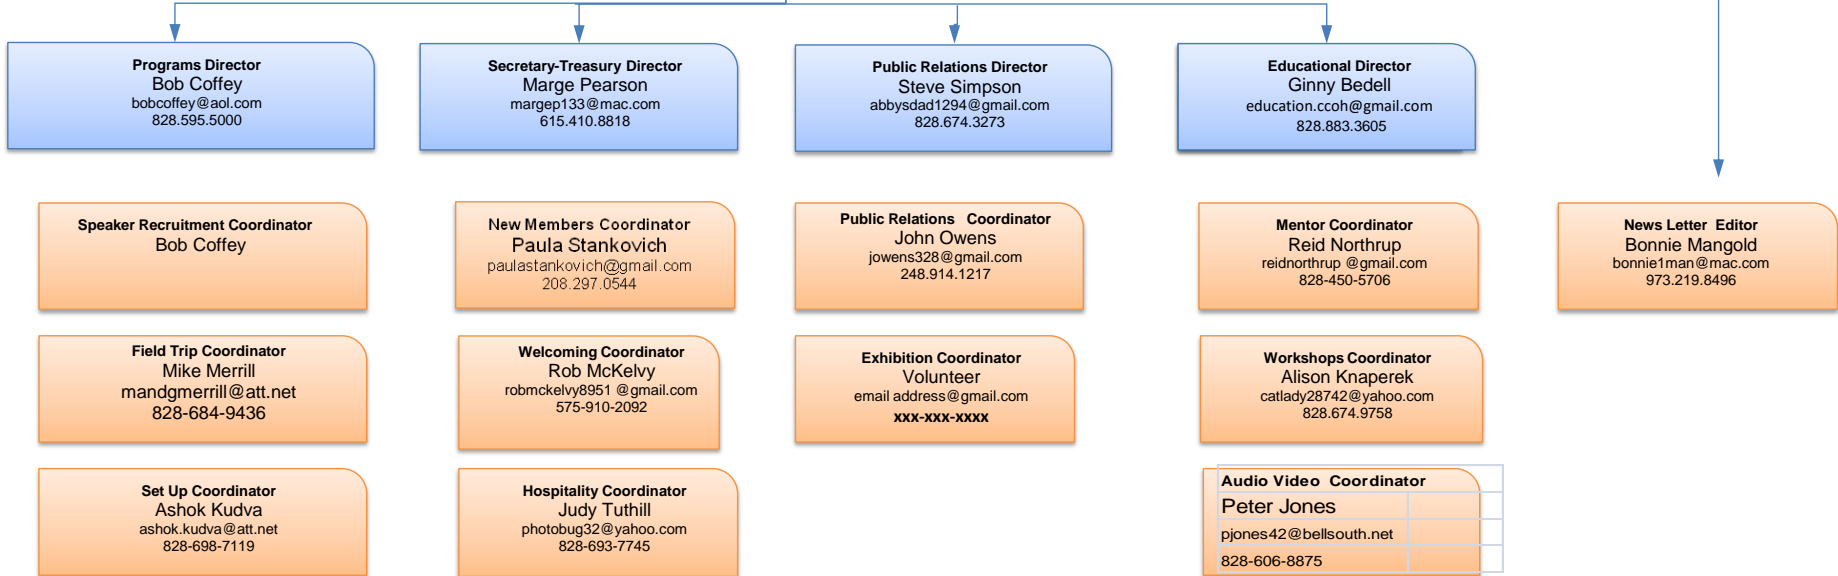 Programs Director
Bob Coffey
bobcoffey@aol.com
828.595.5000
Secretary-Treasury Director
Marge Pearson
margep133@mac.com
615.410.8818
Public Relations Director
Steve Simpson
abbysdad1294@gmail.com
828.674.3273
Educational Director
Ginny Bedell
education.ccoh@gmail.com
828.883.3605
Speaker Recruitment Coordinator
Bob Coffey
New Members Coordinator
Paula Stankovich
paulastankovich@gmail.com
208.297.0544
Public Relations Coordinator
John Owens
jowens328@gmail.com
248.914.1217
Mentor Coordinator
Reid Northrup
reidnorthrup @gmail.com
828-450-5706
News Letter Editor
Bonnie Mangold
bonnie1man@mac.com
973.219.8496
Field Trip Coordinator
Mike Merrill
mandgmerrill@att.net
828-684-9436
Welcoming Coordinator
Rob McKelvy
robmckelvy8951 @gmail.com
575-910-2092
Exhibition Coordinator
Volunteer
email address@gmail.com
xxx-xxx-xxxx
Workshops Coordinator
Alison Knaperek
catlady28742@yahoo.com
828.674.9758
Set Up Coordinator
Ashok Kudva
ashok.kudva@att.net
828-698-7119
Hospitality Coordinator
Judy Tuthill
photobug32@yahoo.com
828-693-7745
Audio Video Coordinator
Peter Jones
pjones42@bellsouth.net
828-606-8875